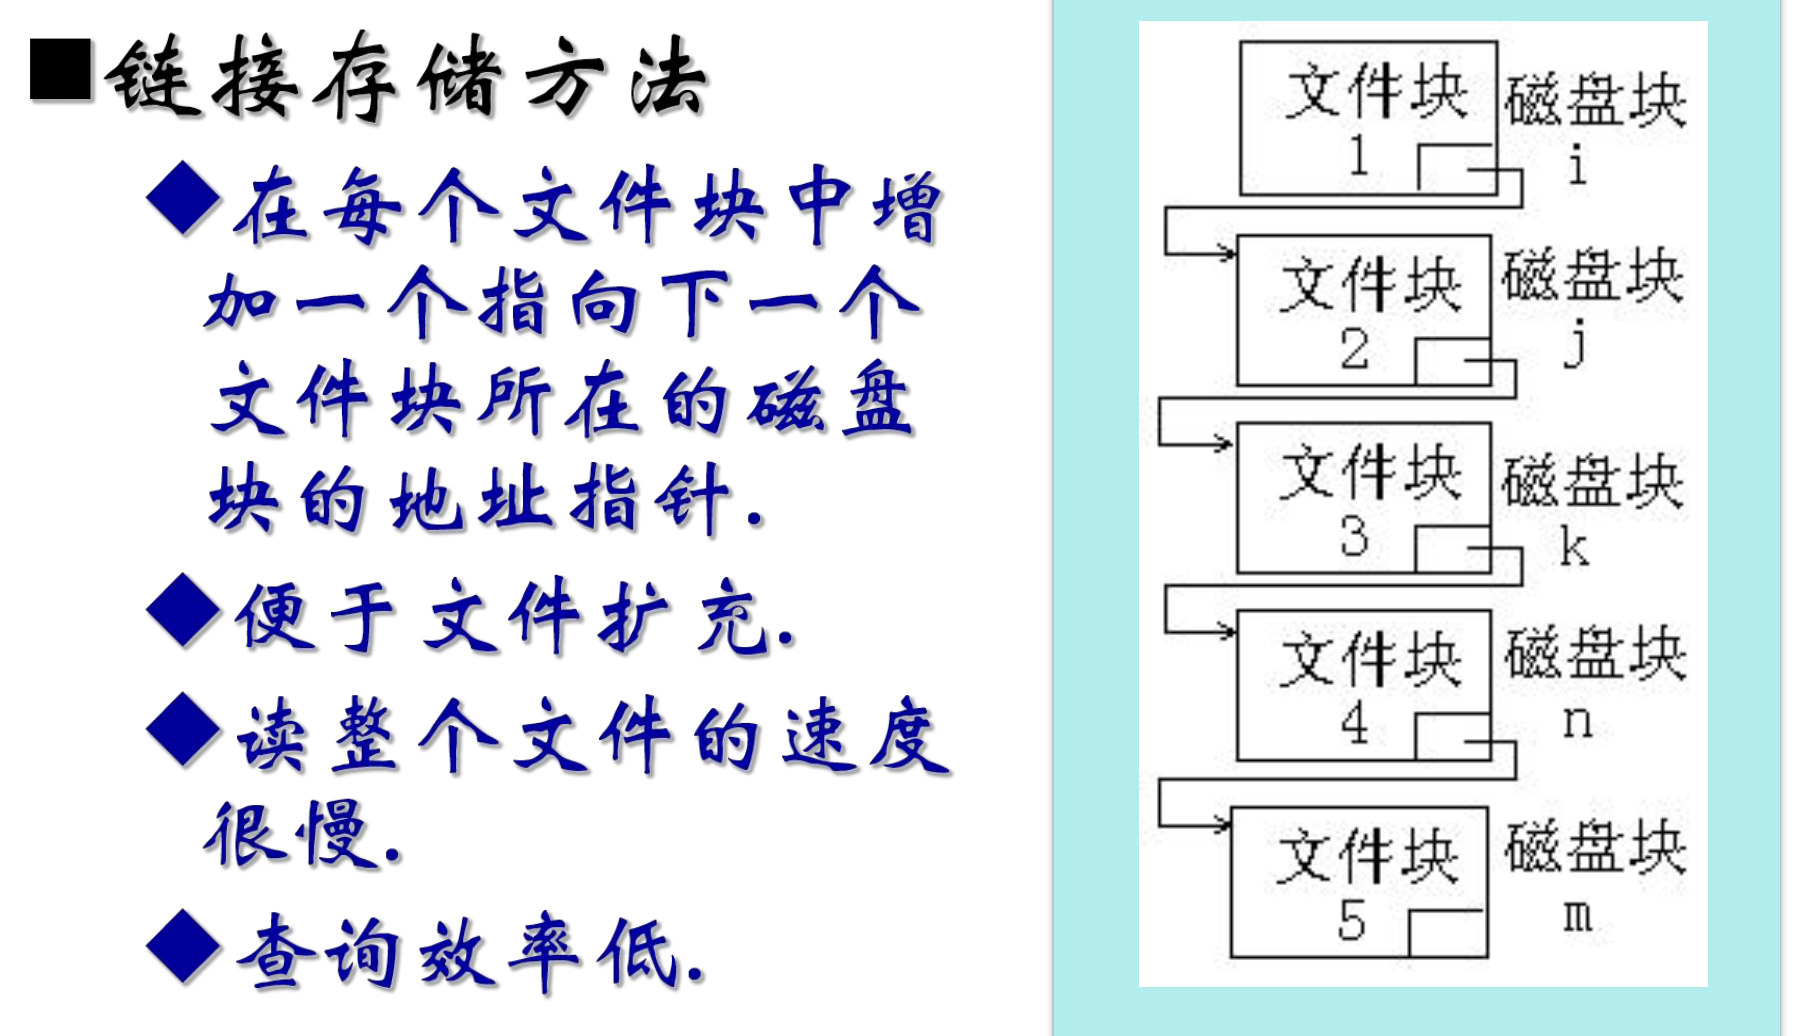 ■链接存储方法
◆在每个文件块中增
加一个指向下一个
文件块所在的磁盘
块的地址指针.
◆便于文件扩充.
◆读整个文件的速度
很慢.
◆查询效率低.
文件块 磁盘块
1 i
文件块 磁盘块
2 j
文件块 磁盘块
3 k
文件块 磁盘块
4 n
文件块 磁盘块
5 m